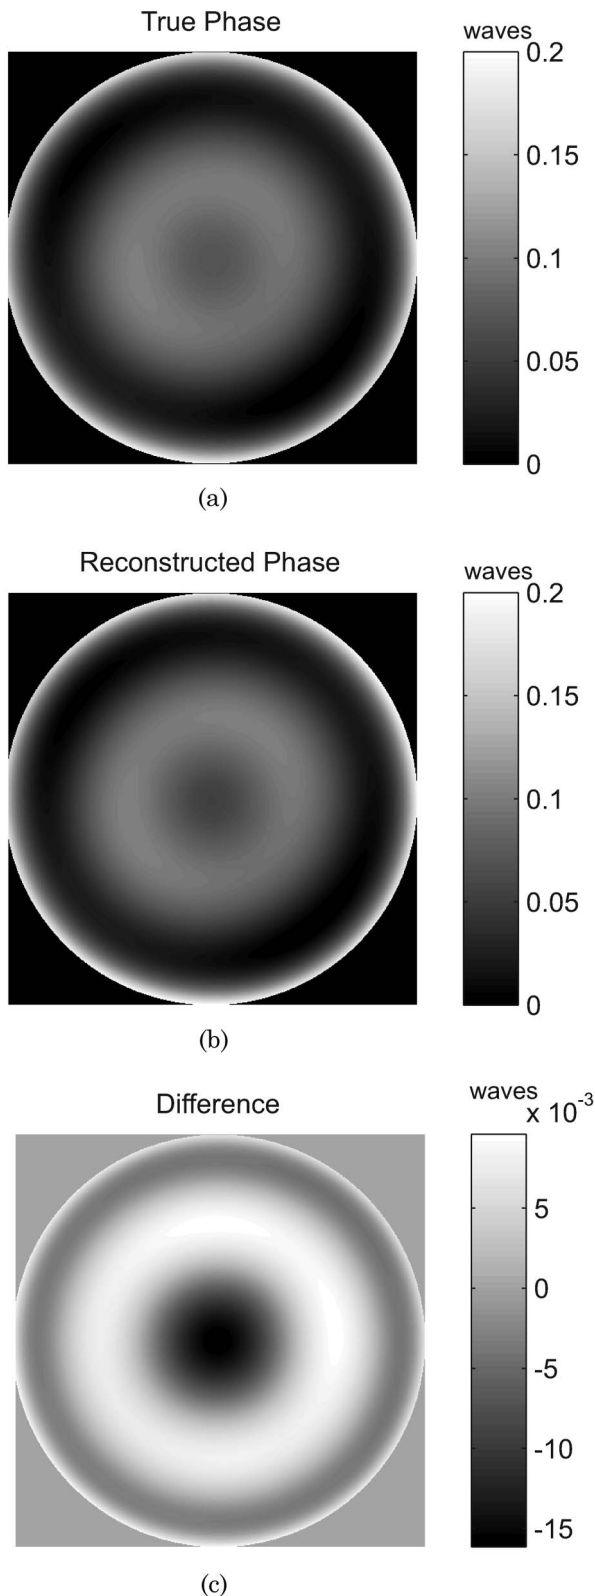 True Phase
waves
0.2
0.15
0.1
0.05
0
(a)
Reconstructed Phase
waves
0.2
0.15
0.1
0.05
0
(b)
Difference
waves
x 10⁻³
5
0
-5
-10
-15
(c)